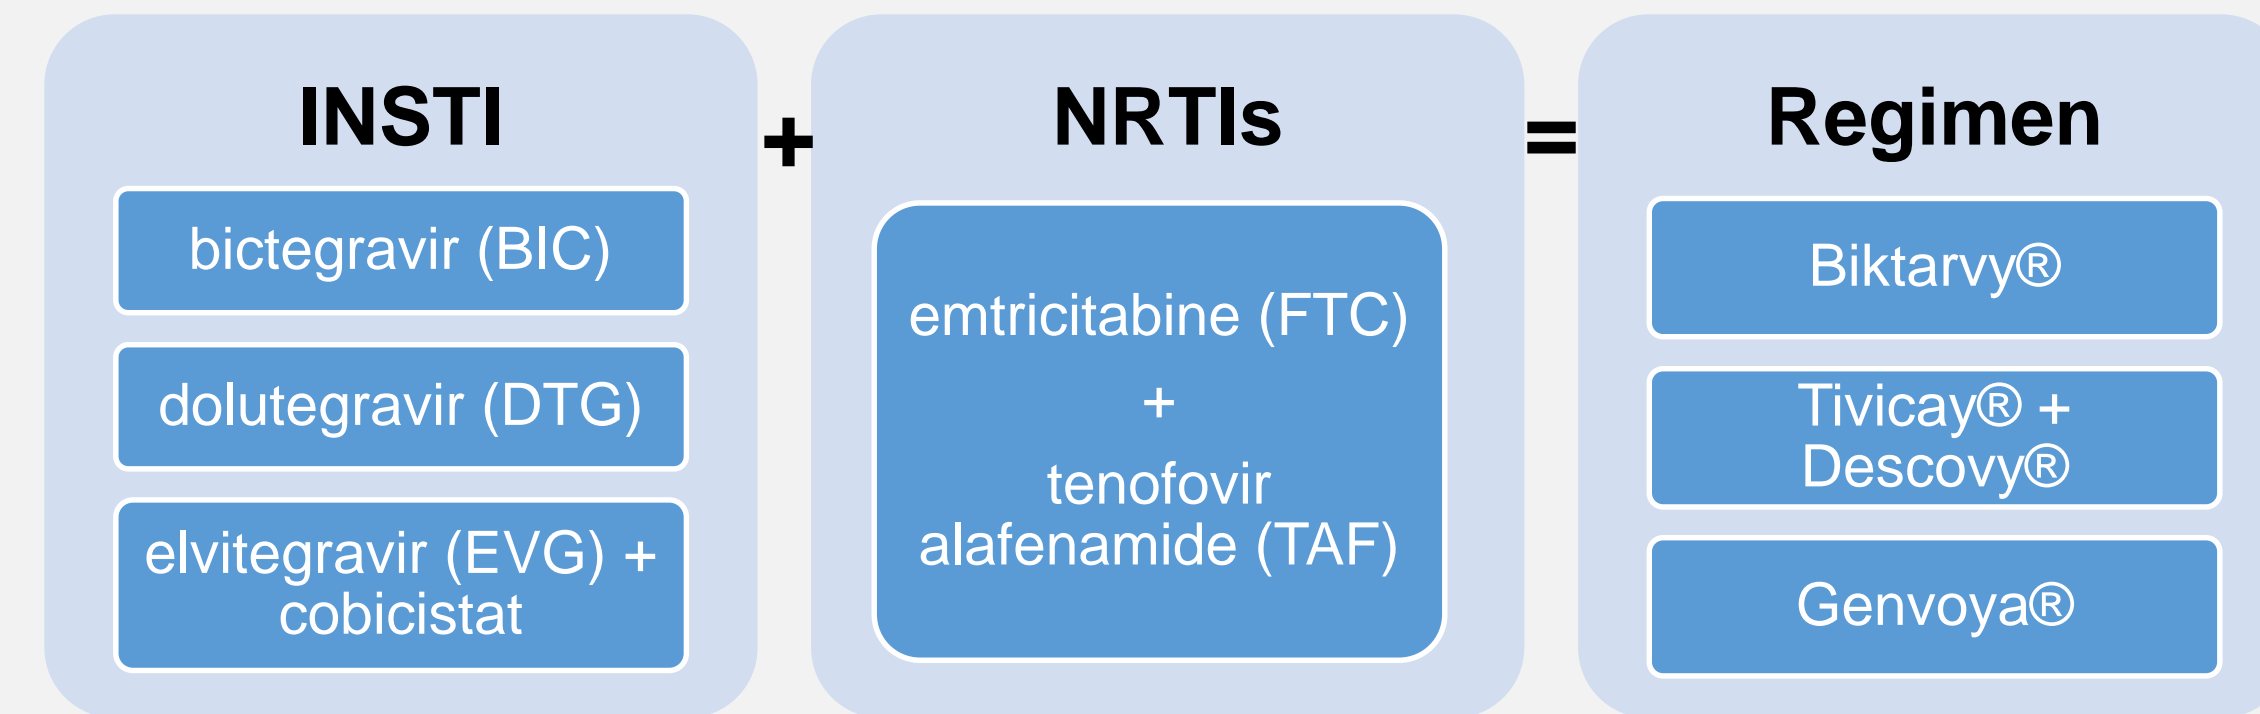 INSTI
bictegravir (BIC)
dolutegravir (DTG)
elvitegravir (EVG) +
cobicistat
+
NRTIs
emtricitabine (FTC)
+
tenofovir
alafenamide (TAF)
=
Regimen
Biktarvy®
Tivicay® +
Descovy®
Genvoya®